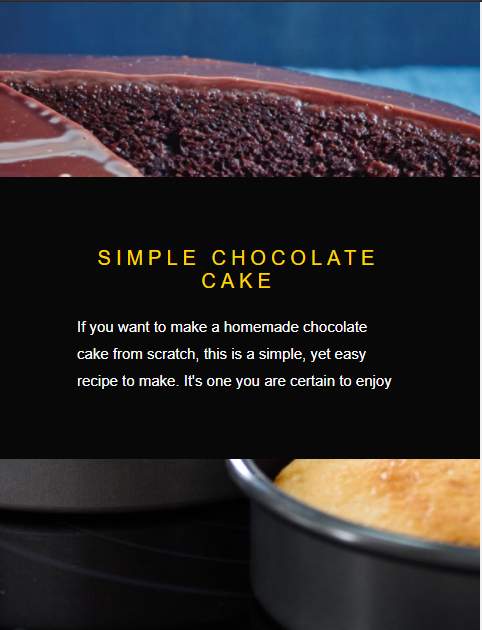 SIMPLE CHOCOLATE
CAKE
If you want to make a homemade chocolate
cake from scratch, this is a simple, yet easy
recipe to make. It's one you are certain to enjoy